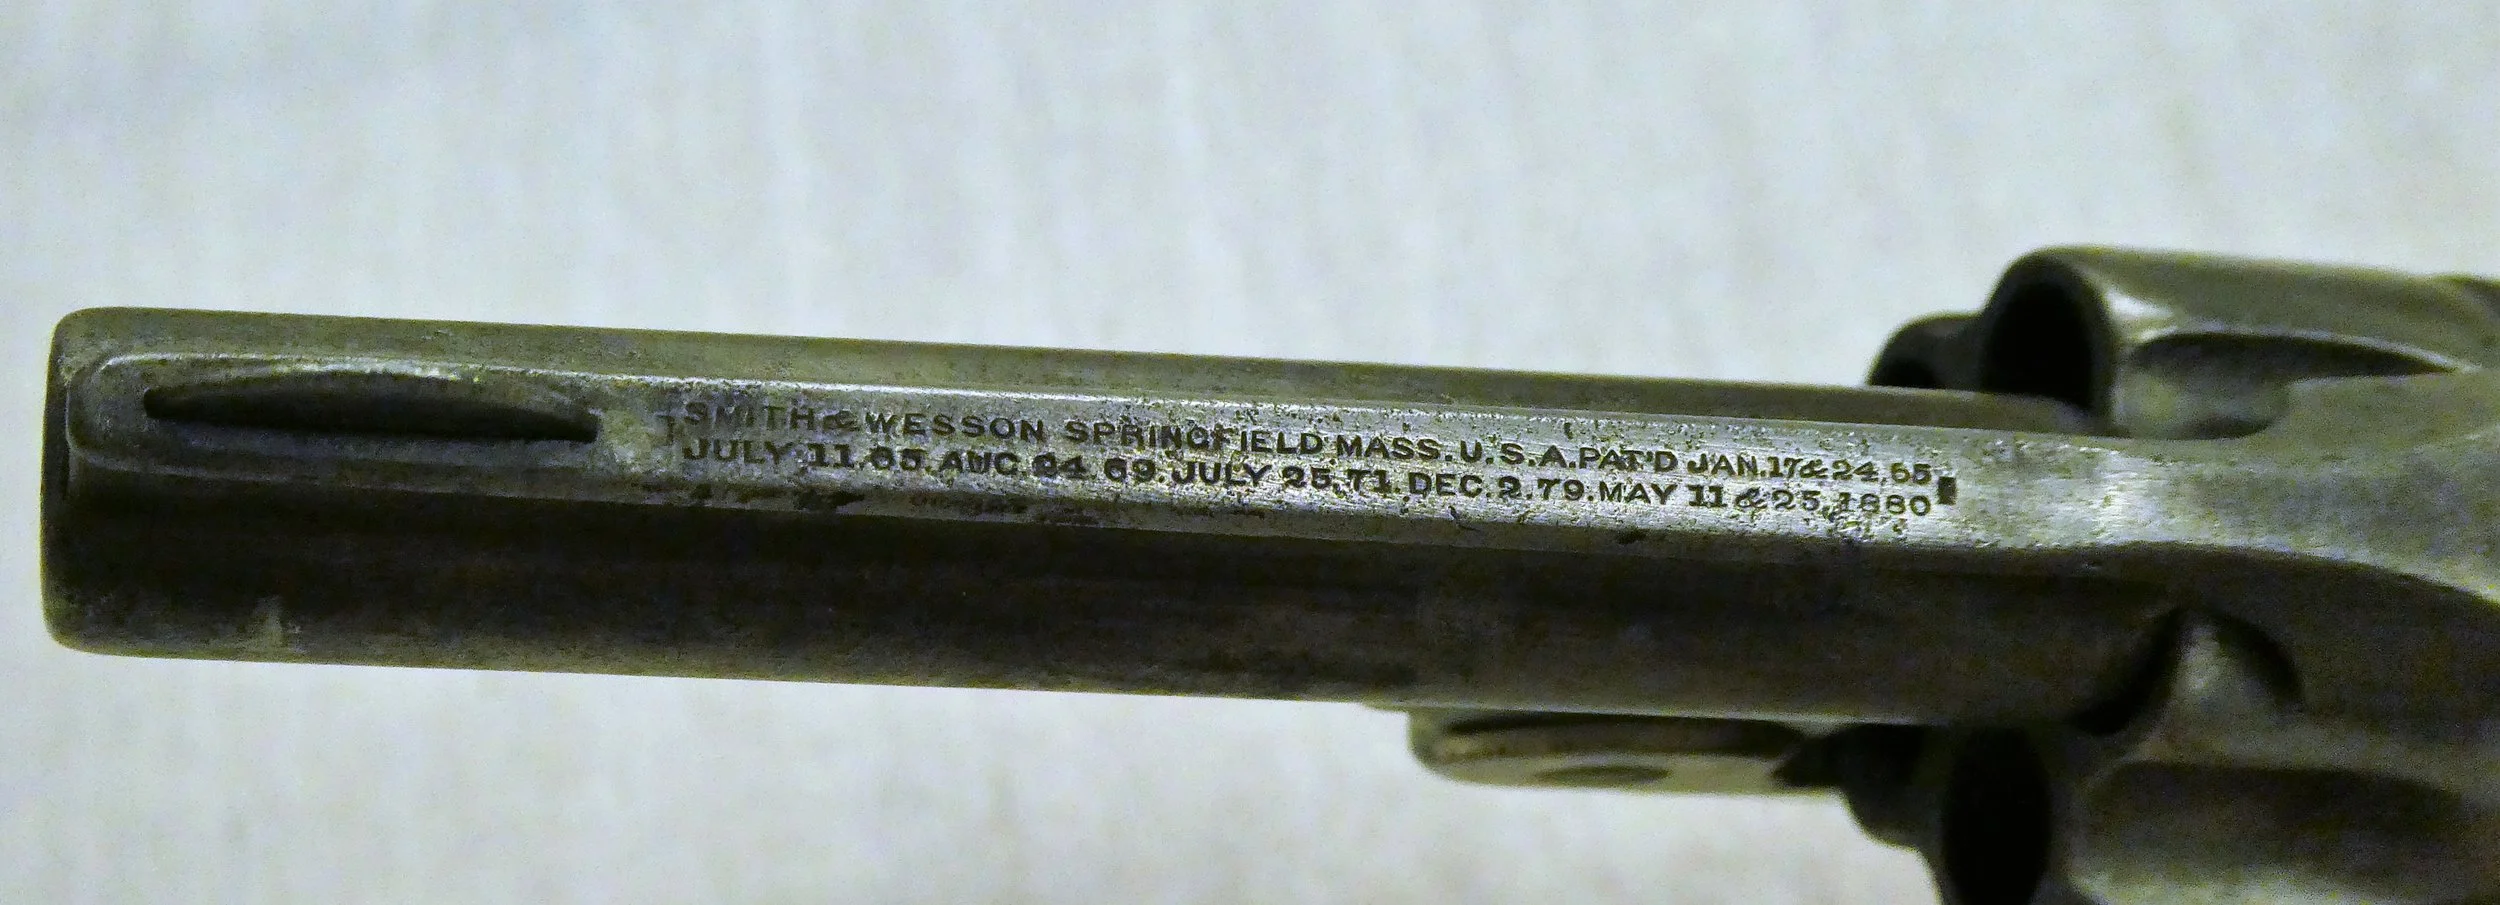 SMITH & WESSON SPRINGFIELD MASS. U.S.A. PAT'D JAN. 17 & 24, 65,
JULY 11, 65. AUG. 24, 69. JULY 25, 71. DEC. 2, 79. MAY 11 & 25, 1880